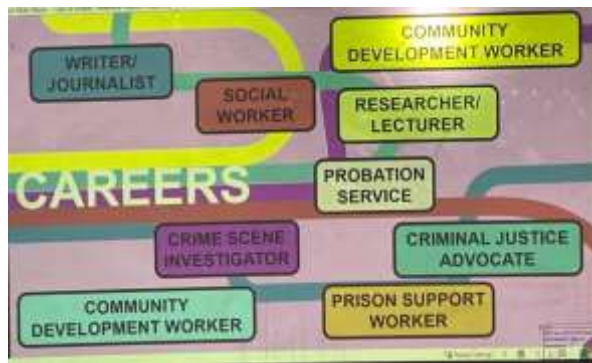 COMMUNITY
DEVELOPMENT WORKER
WRITER/
JOURNALIST
SOCIAL
WORKER
RESEARCHER/
LECTURER
CAREERS
PROBATION
SERVICE
CRIME SCENE
INVESTIGATOR
CRIMINAL JUSTICE
ADVOCATE
COMMUNITY
DEVELOPMENT WORKER
PRISON SUPPORT
WORKER